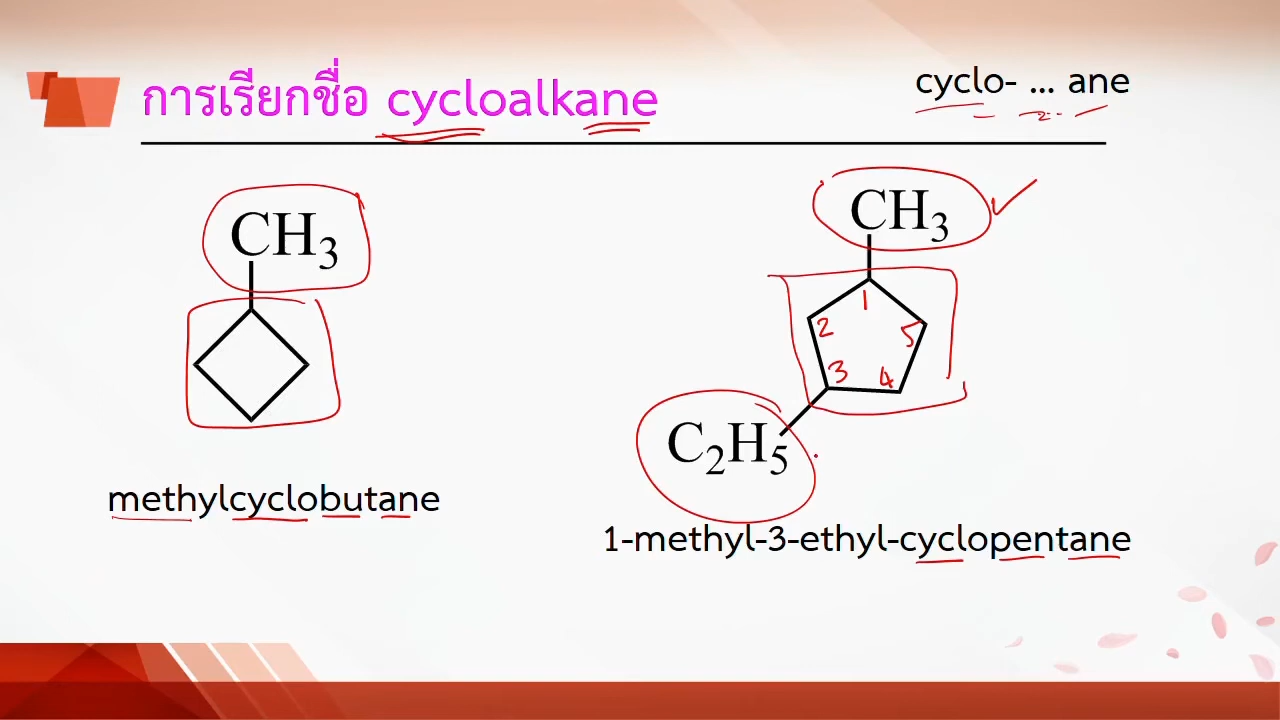 การเรียกชื่อ cycloalkane
cyclo- ... ane
CH3
methylcyclobutane
CH3
1
2
5
3
4
C2H5
1-methyl-3-ethyl-cyclopentane